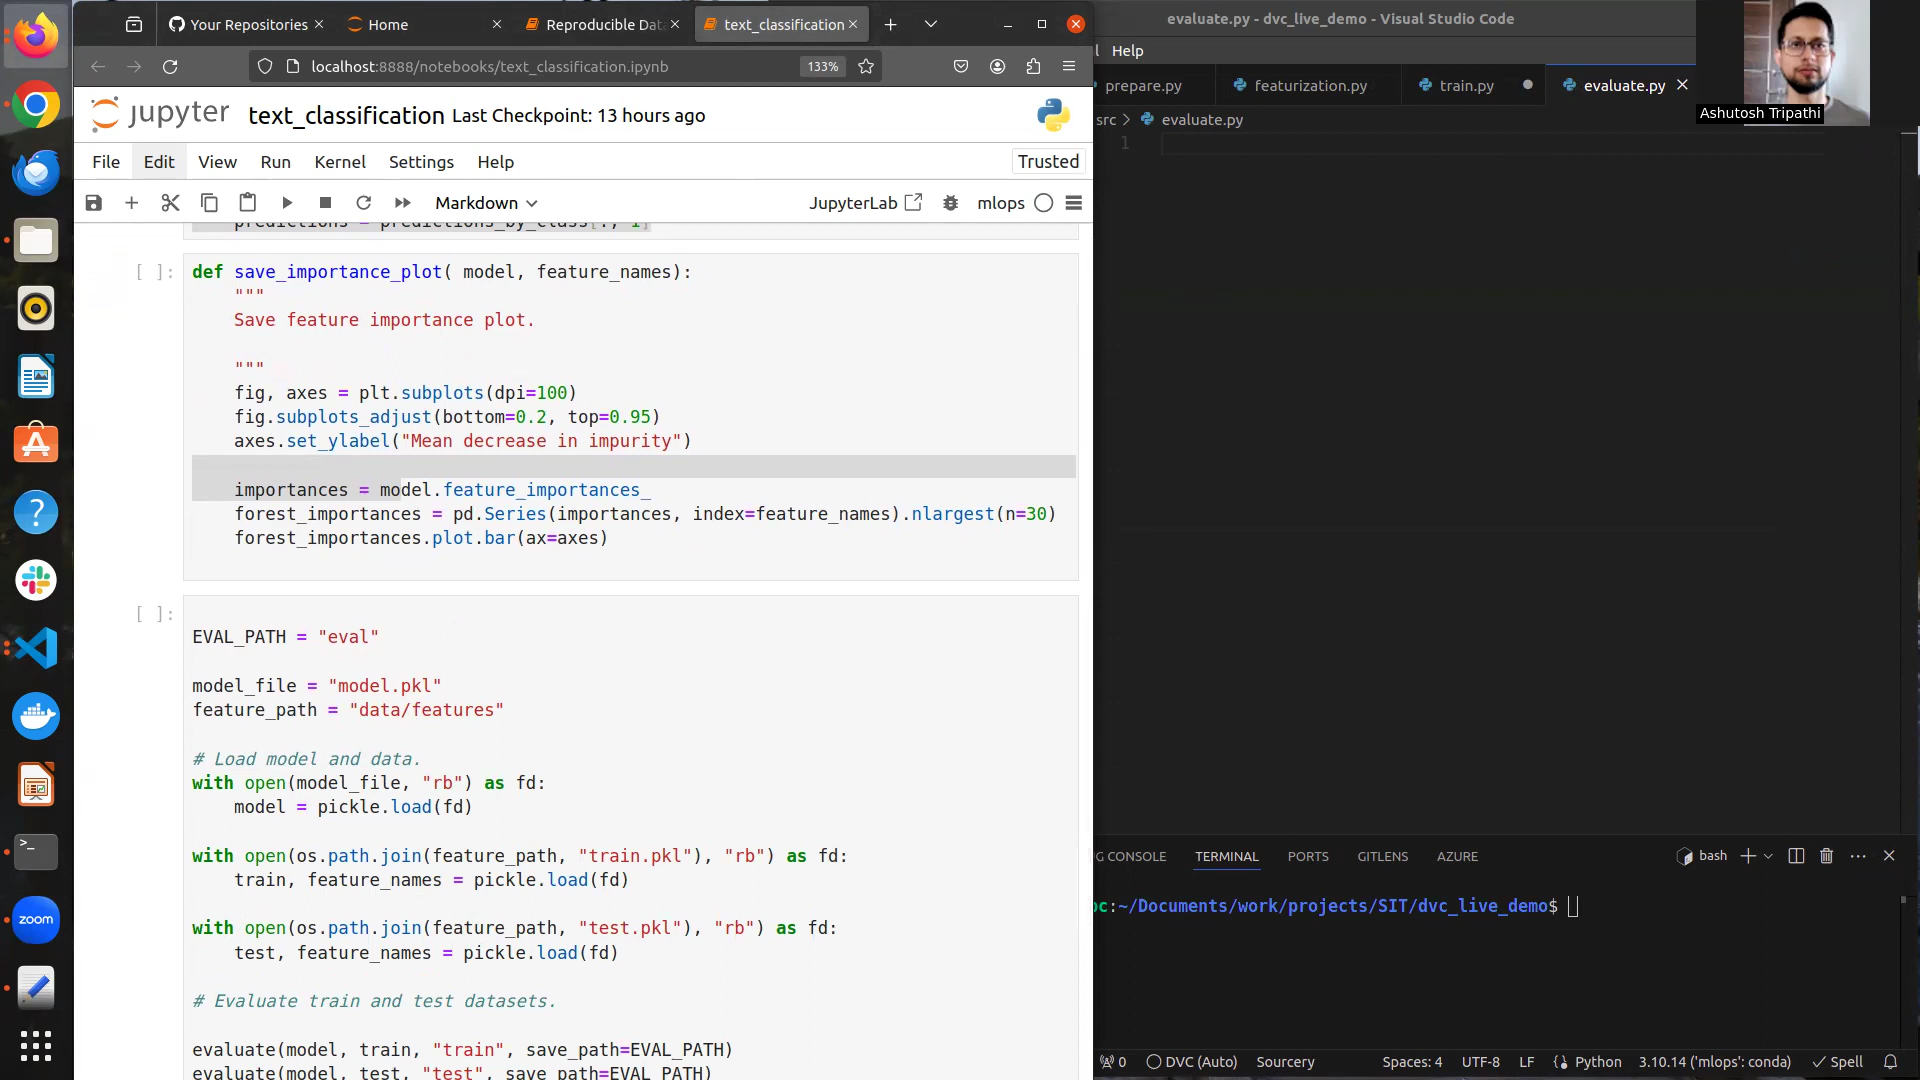 Your Repositories
Home
Reproducible Dat
text_classification
localhost:8888/notebooks/text_classification.ipynb
133%
jupyter
text_classification Last Checkpoint: 13 hours ago
File Edit View Run Kernel Settings Help
Trusted
Markdown
JupyterLab
mlops
[ ]:
def save_importance_plot( model, feature_names):
"""
Save feature importance plot.
"""
fig, axes = plt.subplots(dpi=100)
fig.subplots_adjust(bottom=0.2, top=0.95)
axes.set_ylabel("Mean decrease in impurity")
importances = model.feature_importances_
forest_importances = pd.Series(importances, index=feature_names).nlargest(n=30)
forest_importances.plot.bar(ax=axes)
[ ]:
EVAL_PATH = "eval"
model_file = "model.pkl"
feature_path = "data/features"
# Load model and data.
with open(model_file, "rb") as fd:
model = pickle.load(fd)
with open(os.path.join(feature_path, "train.pkl"), "rb") as fd:
train, feature_names = pickle.load(fd)
with open(os.path.join(feature_path, "test.pkl"), "rb") as fd:
test, feature_names = pickle.load(fd)
# Evaluate train and test datasets.
evaluate(model, train, "train", save_path=EVAL_PATH)
evaluate(model, test, "test", save_path=EVAL_PATH)
zoom
evaluate.py - dvc_live_demo - Visual Studio Code
Help
prepare.py
featurization.py
train.py
evaluate.py
src > evaluate.py
1
Ashutosh Tripathi
G CONSOLE TERMINAL PORTS GITLENS AZURE
bash
pc:~/Documents/work/projects/SIT/dvc_live_demo$
0 DVC (Auto) Sourcery Spaces: 4 UTF-8 LF Python 3.10.14 ('mlops': conda) Spell